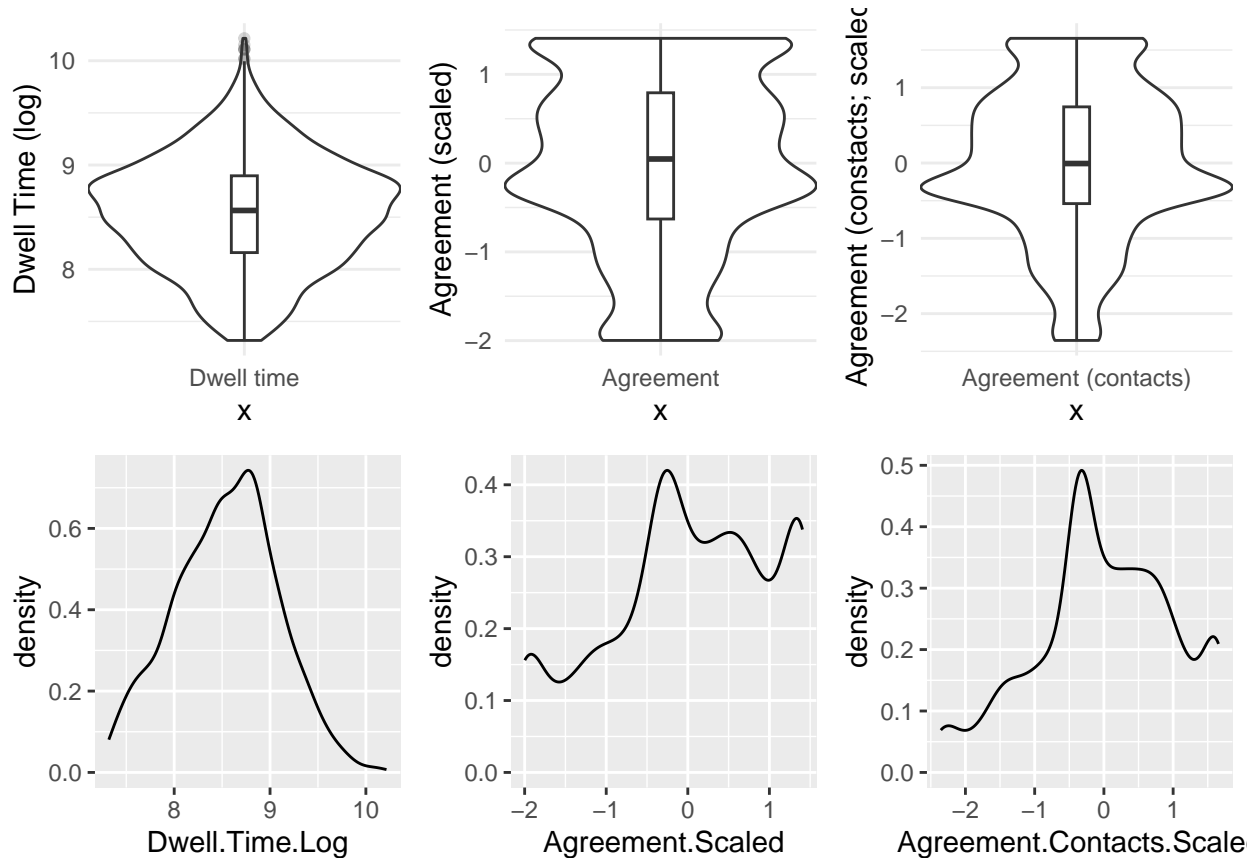 Dwell Time (log)
10
9
8
Dwell time
x
Agreement (scaled)
1
0
−1
−2
Agreement
x
Agreement (constacts; scaled
1
0
−1
−2
Agreement (contacts)
x
density
0.6
0.4
0.2
0.0
8 9 10
Dwell.Time.Log
density
0.4
0.3
0.2
0.1
0.0
−2 −1 0 1
Agreement.Scaled
density
0.5
0.4
0.3
0.2
0.1
0.0
−2 −1 0 1
Agreement.Contacts.Scale